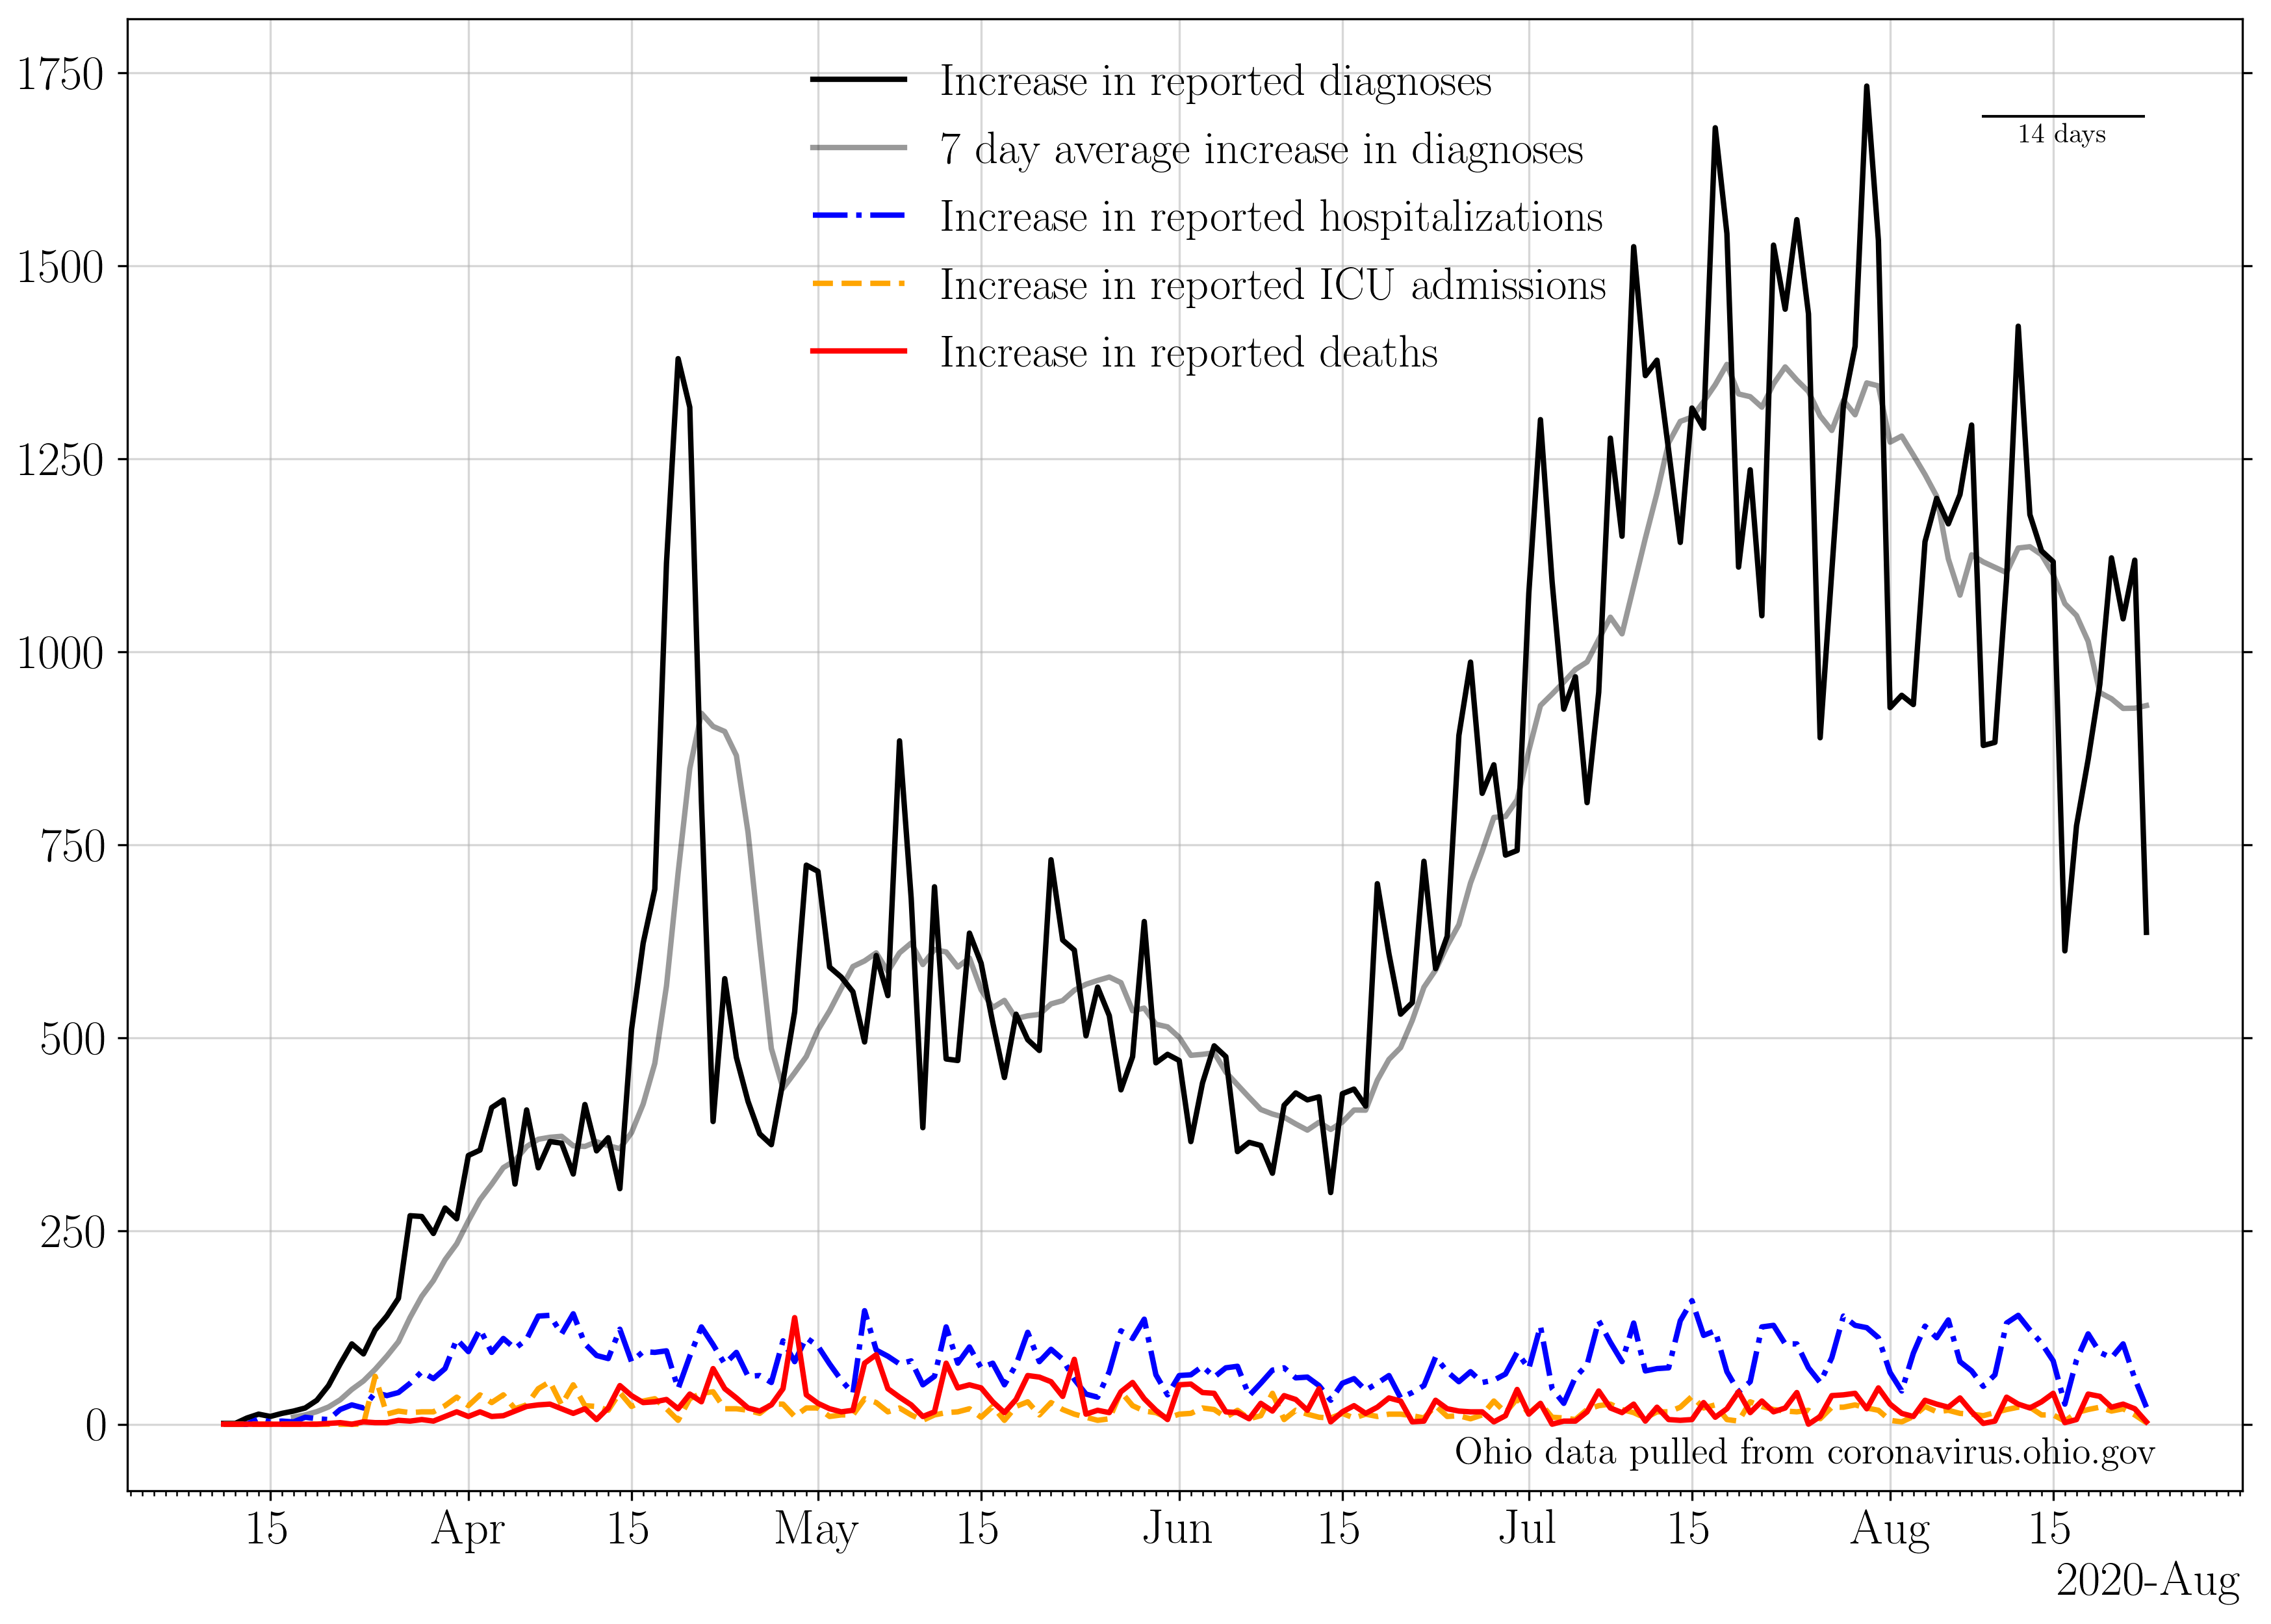 1750
1500
1250
1000
750
500
250
0
Increase in reported diagnoses
7 day average increase in diagnoses
Increase in reported hospitalizations
Increase in reported ICU admissions
Increase in reported deaths
14 days
Ohio data pulled from coronavirus.ohio.gov
15 Apr 15 May 15 Jun 15 Jul 15 Aug 15
2020-Aug